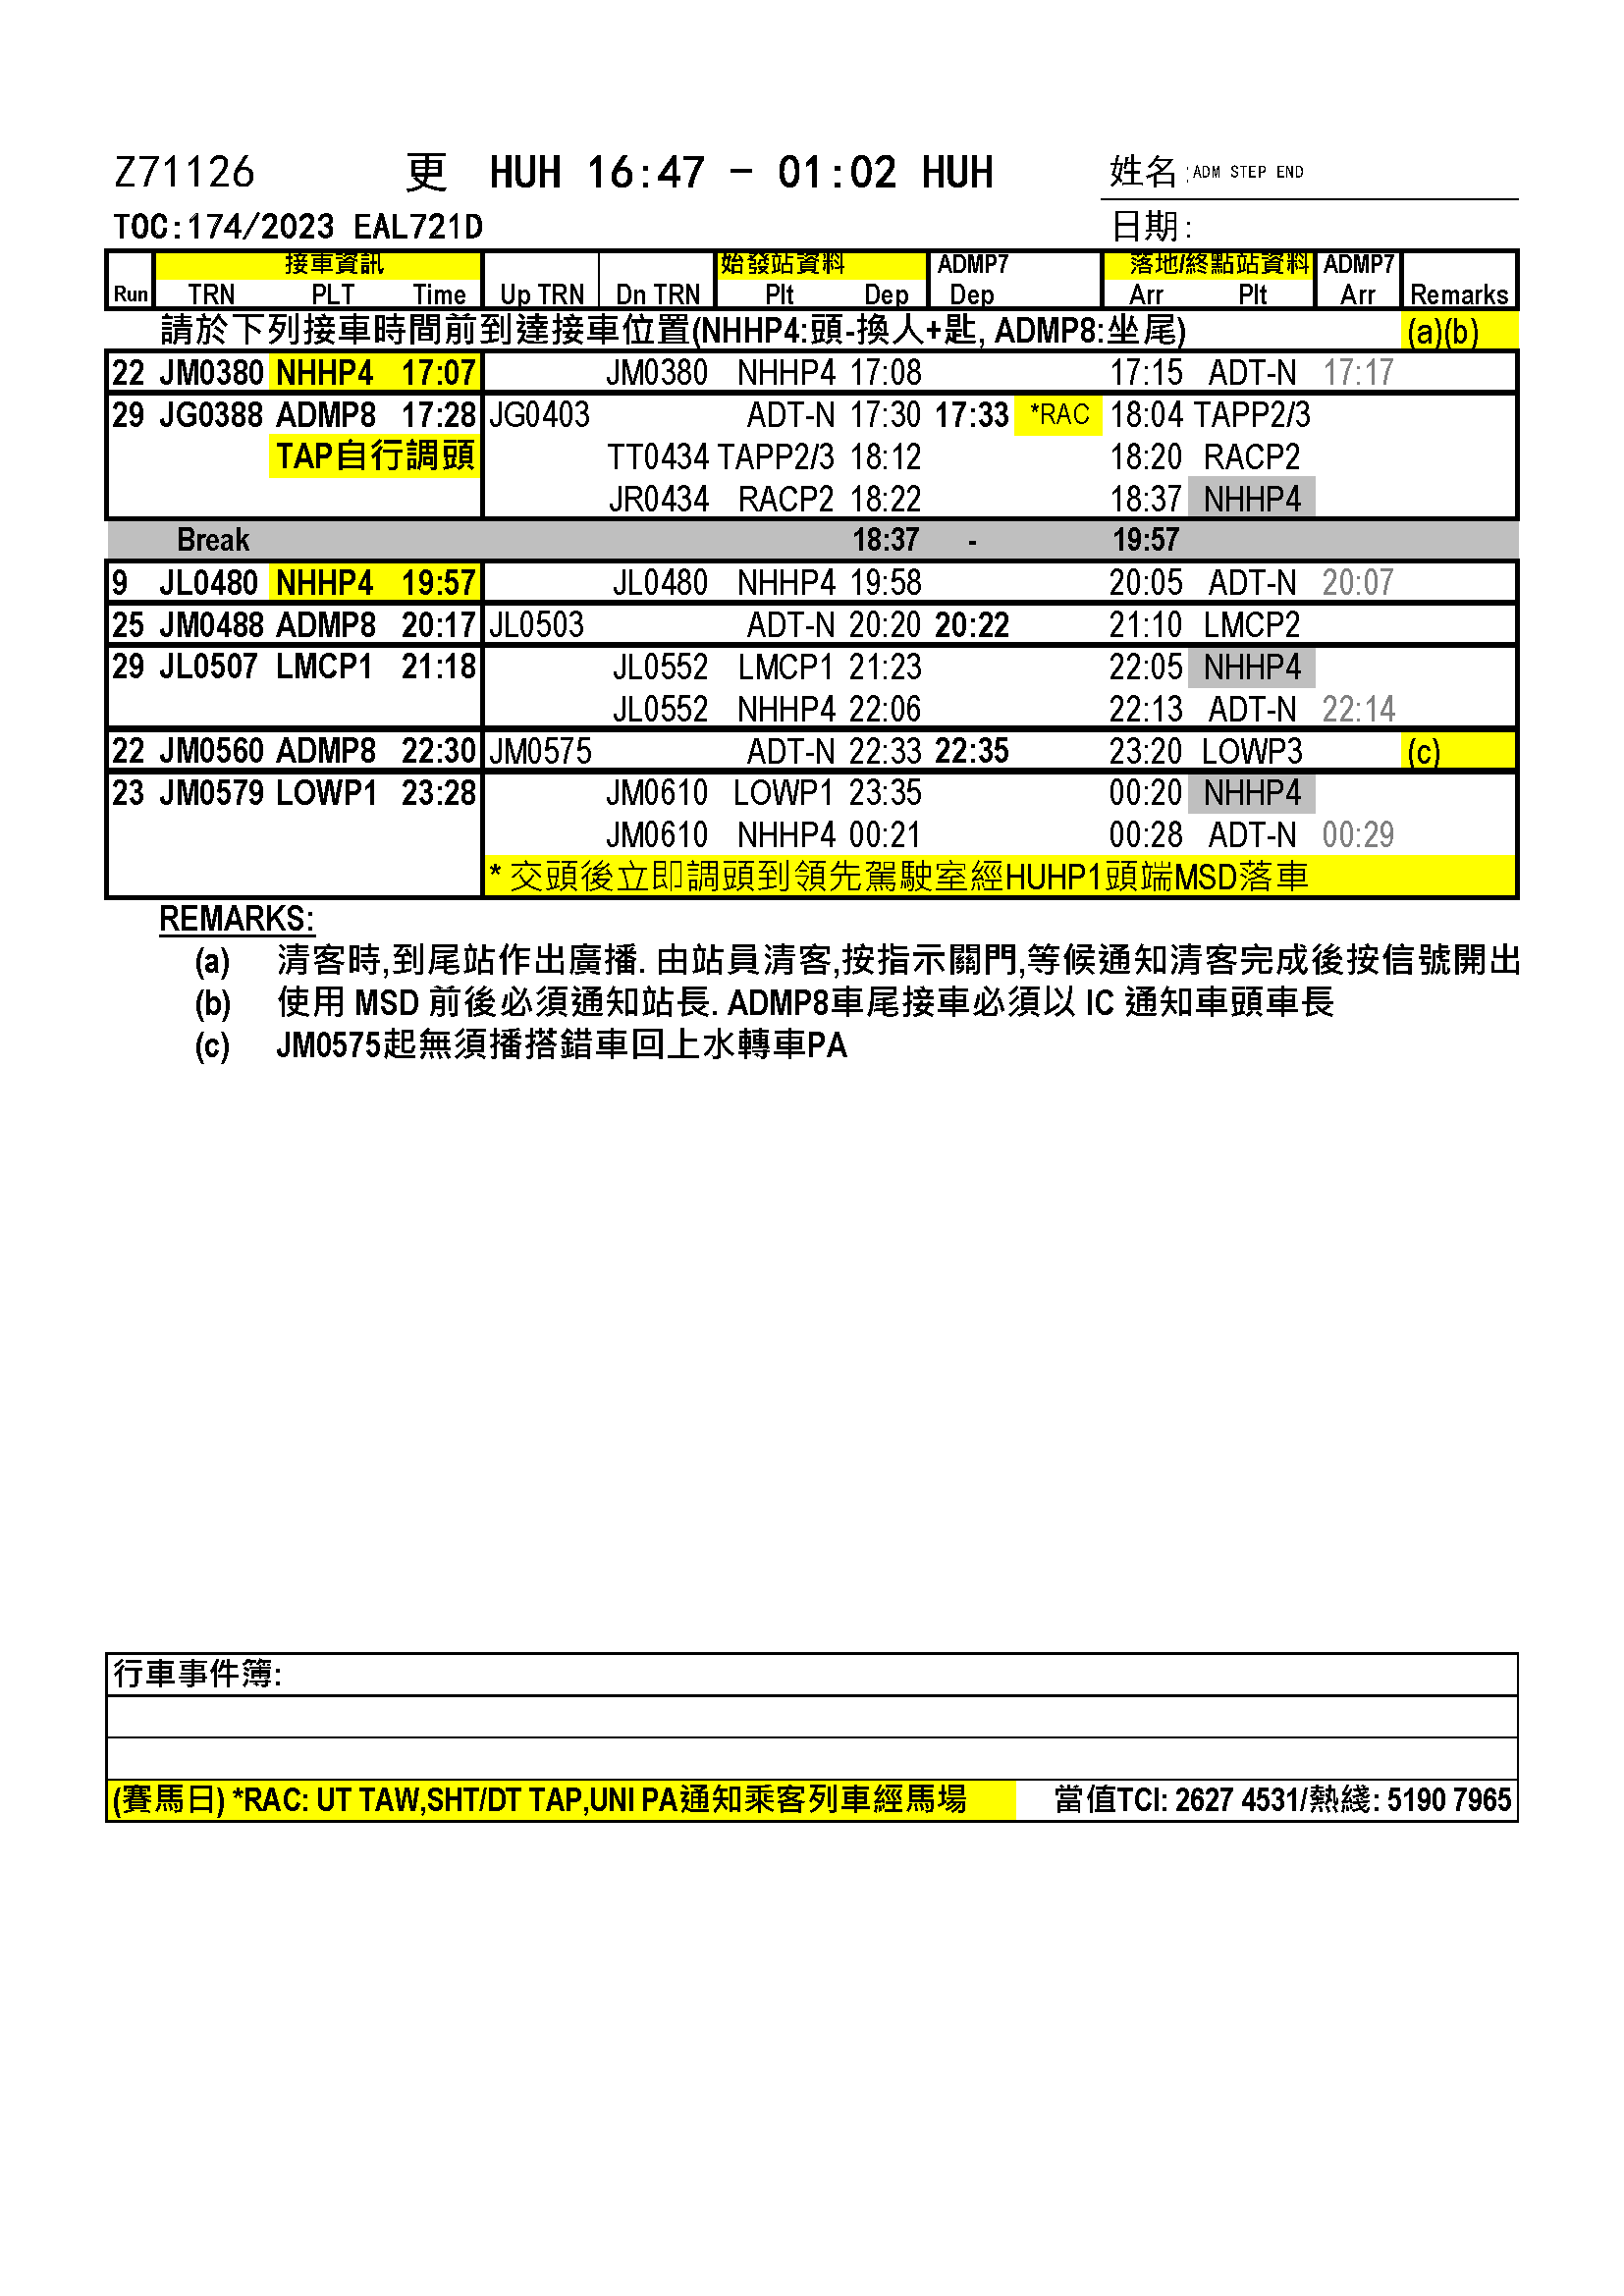 Z71126 更 HUH 16:47 - 01:02 HUH 姓名:ADM STEP END
TOC:174/2023 EAL721D 日期:
接車資訊 始發站資料 ADMP7 落地/終點站資料 ADMP7
Run TRN PLT Time Up TRN Dn TRN Plt Dep Dep Arr Plt Arr Remarks
請於下列接車時間前到達接車位置(NHHP4:頭-換人+匙, ADMP8:坐尾) (a)(b)
22 JM0380 NHHP4 17:07 JM0380 NHHP4 17:08 17:15 ADT-N 17:17
29 JG0388 ADMP8 17:28 JG0403 ADT-N 17:30 17:33 *RAC 18:04 TAPP2/3
TAP自行調頭 TT0434 TAPP2/3 18:12 18:20 RACP2
JR0434 RACP2 18:22 18:37 NHHP4
Break 18:37 - 19:57
9 JL0480 NHHP4 19:57 JL0480 NHHP4 19:58 20:05 ADT-N 20:07
25 JM0488 ADMP8 20:17 JL0503 ADT-N 20:20 20:22 21:10 LMCP2
29 JL0507 LMCP1 21:18 JL0552 LMCP1 21:23 22:05 NHHP4
JL0552 NHHP4 22:06 22:13 ADT-N 22:14
22 JM0560 ADMP8 22:30 JM0575 ADT-N 22:33 22:35 23:20 LOWP3 (c)
23 JM0579 LOWP1 23:28 JM0610 LOWP1 23:35 00:20 NHHP4
JM0610 NHHP4 00:21 00:28 ADT-N 00:29
* 交頭後立即調頭到領先駕駛室經HUHP1頭端MSD落車
REMARKS:
(a) 清客時,到尾站作出廣播. 由站員清客,按指示關門,等候通知清客完成後按信號開出
(b) 使用 MSD 前後必須通知站長. ADMP8車尾接車必須以 IC 通知車頭車長
(c) JM0575起無須播搭錯車回上水轉車PA
行車事件簿:
(賽馬日) *RAC: UT TAW,SHT/DT TAP,UNI PA通知乘客列車經馬場 當值TCI: 2627 4531/熱綫: 5190 7965